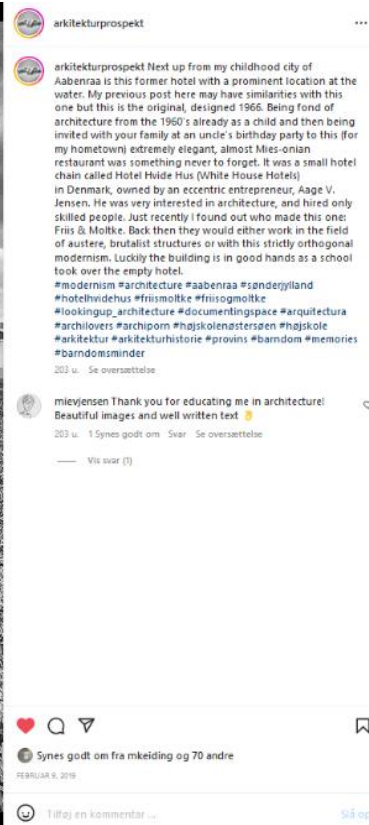 arkitekturprospekt
arkitekturprospekt Next up from my childhood city of
Aabenraa is this former hotel with a prominent location at the
water. My previous post here may have similarities with this
one but this is the original, designed 1966. Being fond of
architecture from the 1960's already as a child and then being
invited with your family at an uncle's birthday party to this (for
my hometown) extremely elegant, almost Mies-onian
restaurant was something never to forget. It was a small hotel
chain called Hotel Hvide Hus (White House Hotels)
in Denmark, owned by an eccentric entrepreneur, Aage V.
Jensen. He was very interested in architecture, and hired only
skilled people. Just recently I found out who made this one:
Friis & Moltke. Back then they would either work in the field
of austere, brutalist structures or with this strictly orthogonal
modernism. Luckily the building is in good hands as a school
took over the empty hotel.
#modernism #architecture #aabenraa #sønderjylland
#hotelhvidehus #friismoltke #friisogmoltke
#lookingup_architecture #documentingspace #arquitectura
#archilovers #archiporn #højskolenøstersøen #højskole
#arkitektur #arkitekturhistorie #provins #barndom #memories
#barndomsminder
203 u. Se oversættelse
mievjensen Thank you for educating me in architecture!
Beautiful images and well written text 👌
203 u. 1 Synes godt om Svar Se oversættelse
Vis svar (1)
Synes godt om fra mkeiding og 70 andre
FEBRUAR 9, 2019
Tilføj en kommentar ...
Slå op